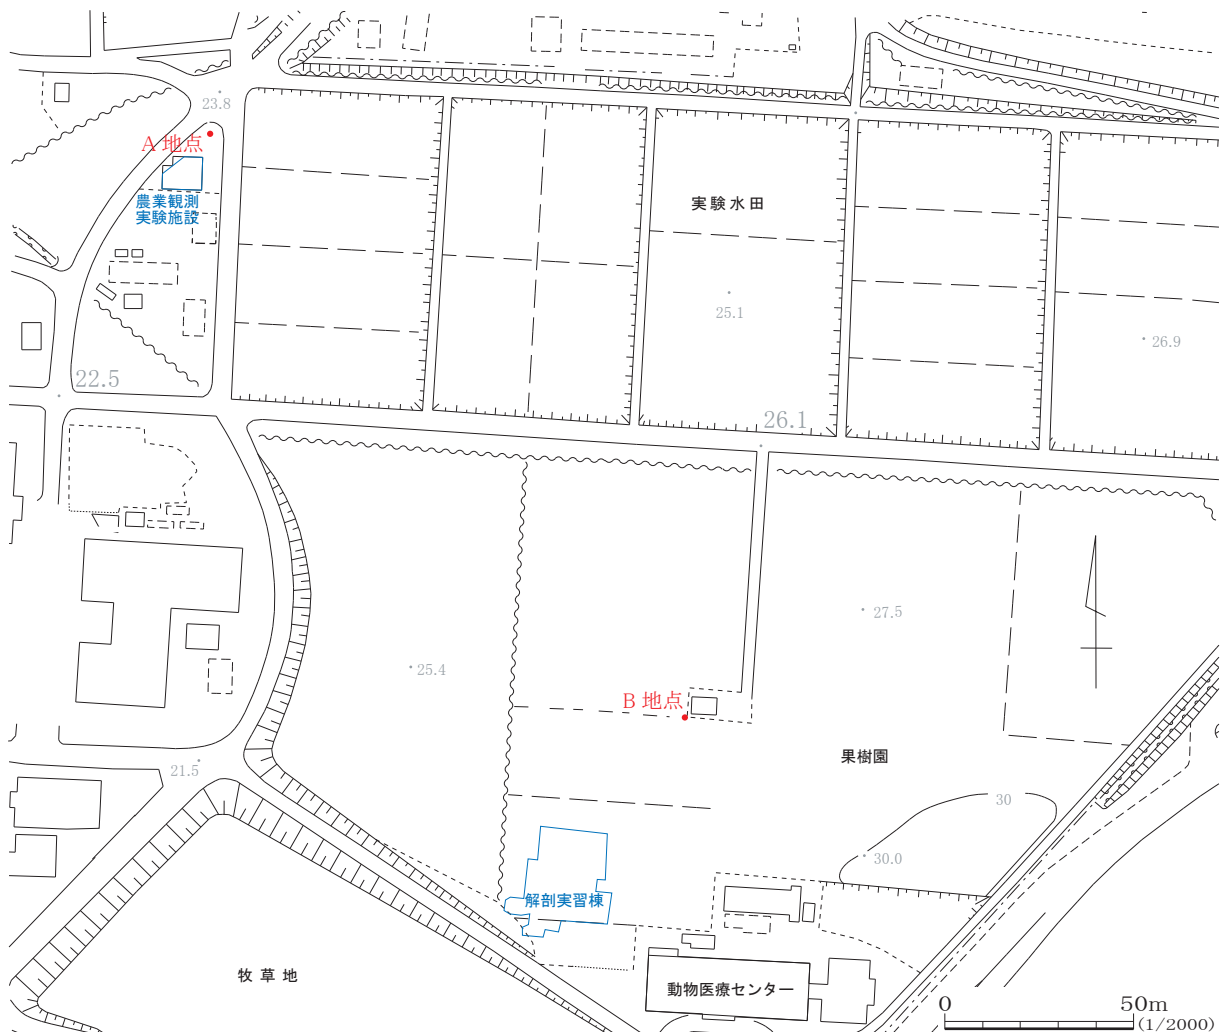 23.8
A 地点
農業観測
実験施設
実験水田
25.1
26.9
22.5
26.1
27.5
25.4
B 地点
果樹園
21.5
30
30.0
解剖実習棟
牧草地
動物医療センター
0 50m
(1/2000)